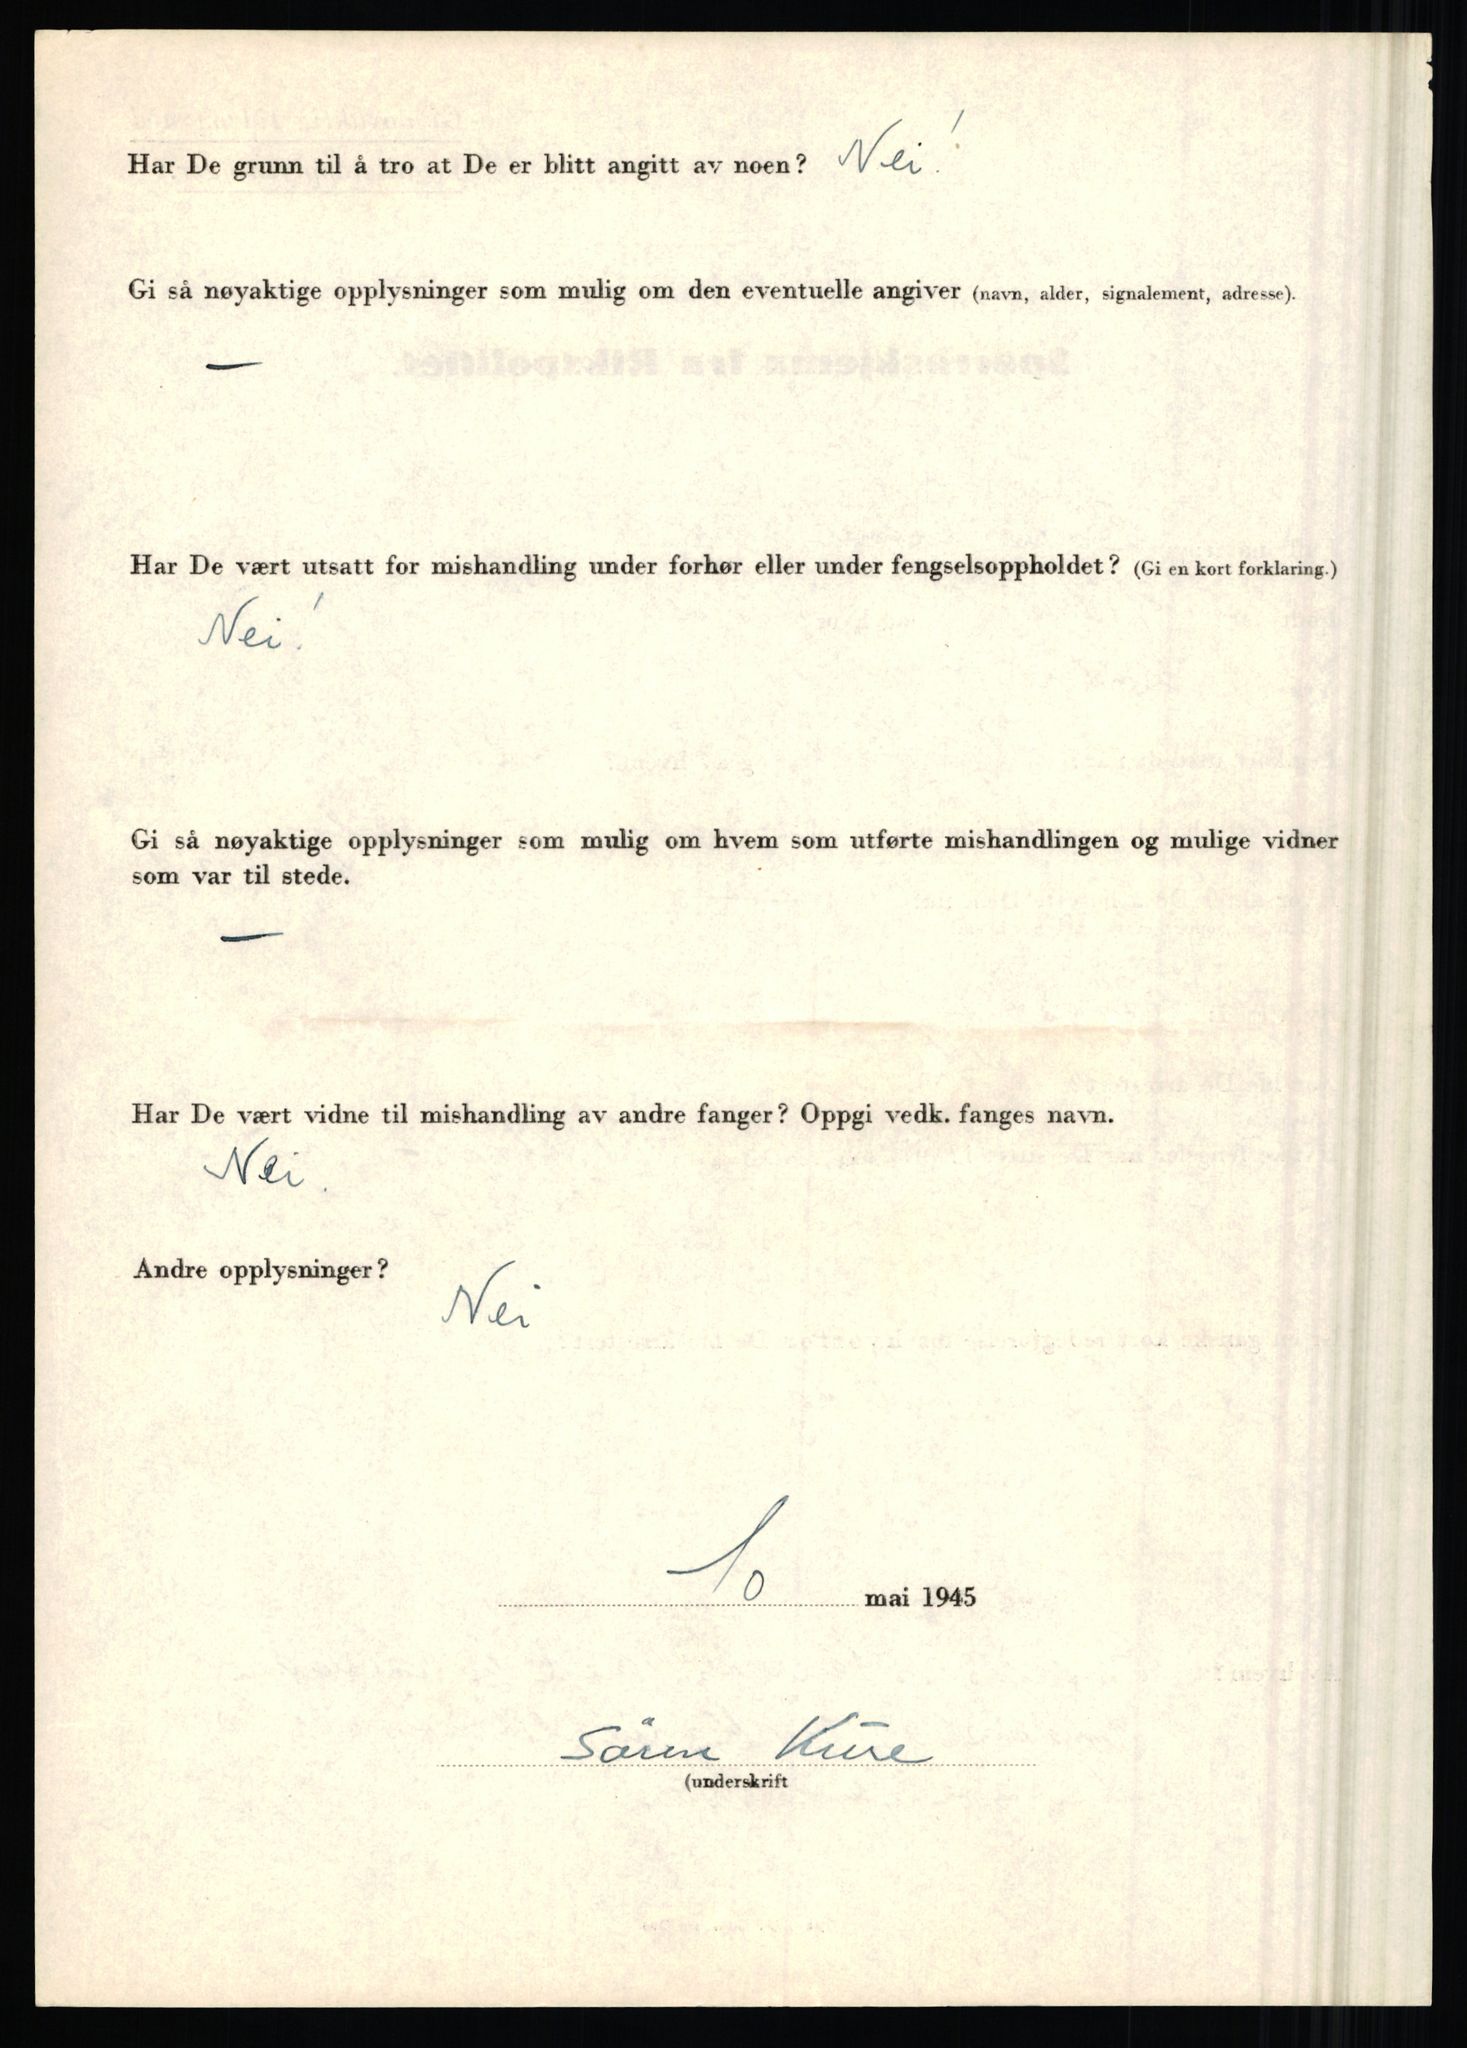 Har De grunn til å tro at De er blitt angitt av noen? Nei!
Gi så nøyaktige opplysninger som mulig om den eventuelle angiver (navn, alder, signalement, adresse).
—
Har De vært utsatt for mishandling under forhør eller under fengselsoppholdet? (Gi en kort forklaring.)
Nei!
Gi så nøyaktige opplysninger som mulig om hvem som utførte mishandlingen og mulige vidner
som var til stede.
—
Har De vært vidne til mishandling av andre fanger? Oppgi vedk. fanges navn.
Nei.
Andre opplysninger?
Nei
10 mai 1945
Sören Kure
(underskrift